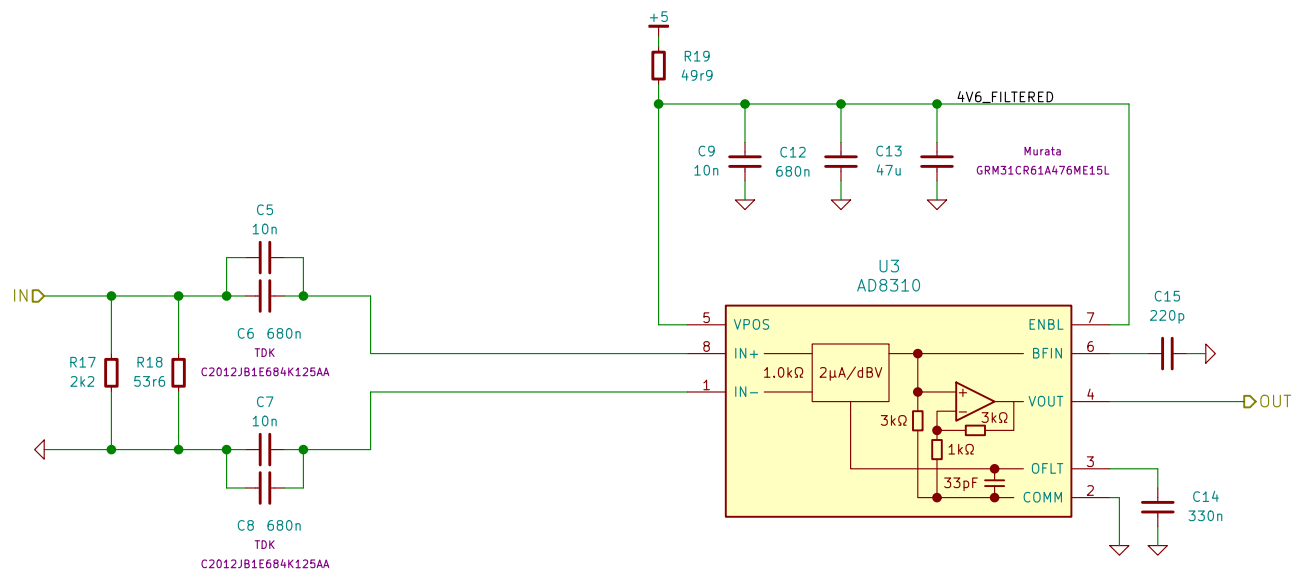 +5
R19
49r9
4V6_FILTERED
C9
10n
C12
680n
C13
47u
Murata
GRM31CR61A476ME15L
C5
10n
IN
C6 680n
TDK
C2012JB1E684K125AA
R17
2k2
R18
53r6
C7
10n
C8 680n
TDK
C2012JB1E684K125AA
U3
AD8310
5
VPOS
8
IN+
1
IN-
1.0kΩ
2µA/dBV
3kΩ
+
−
3kΩ
1kΩ
33pF
ENBL
7
BFIN
6
VOUT
4
OFLT
3
COMM
2
C15
220p
OUT
C14
330n